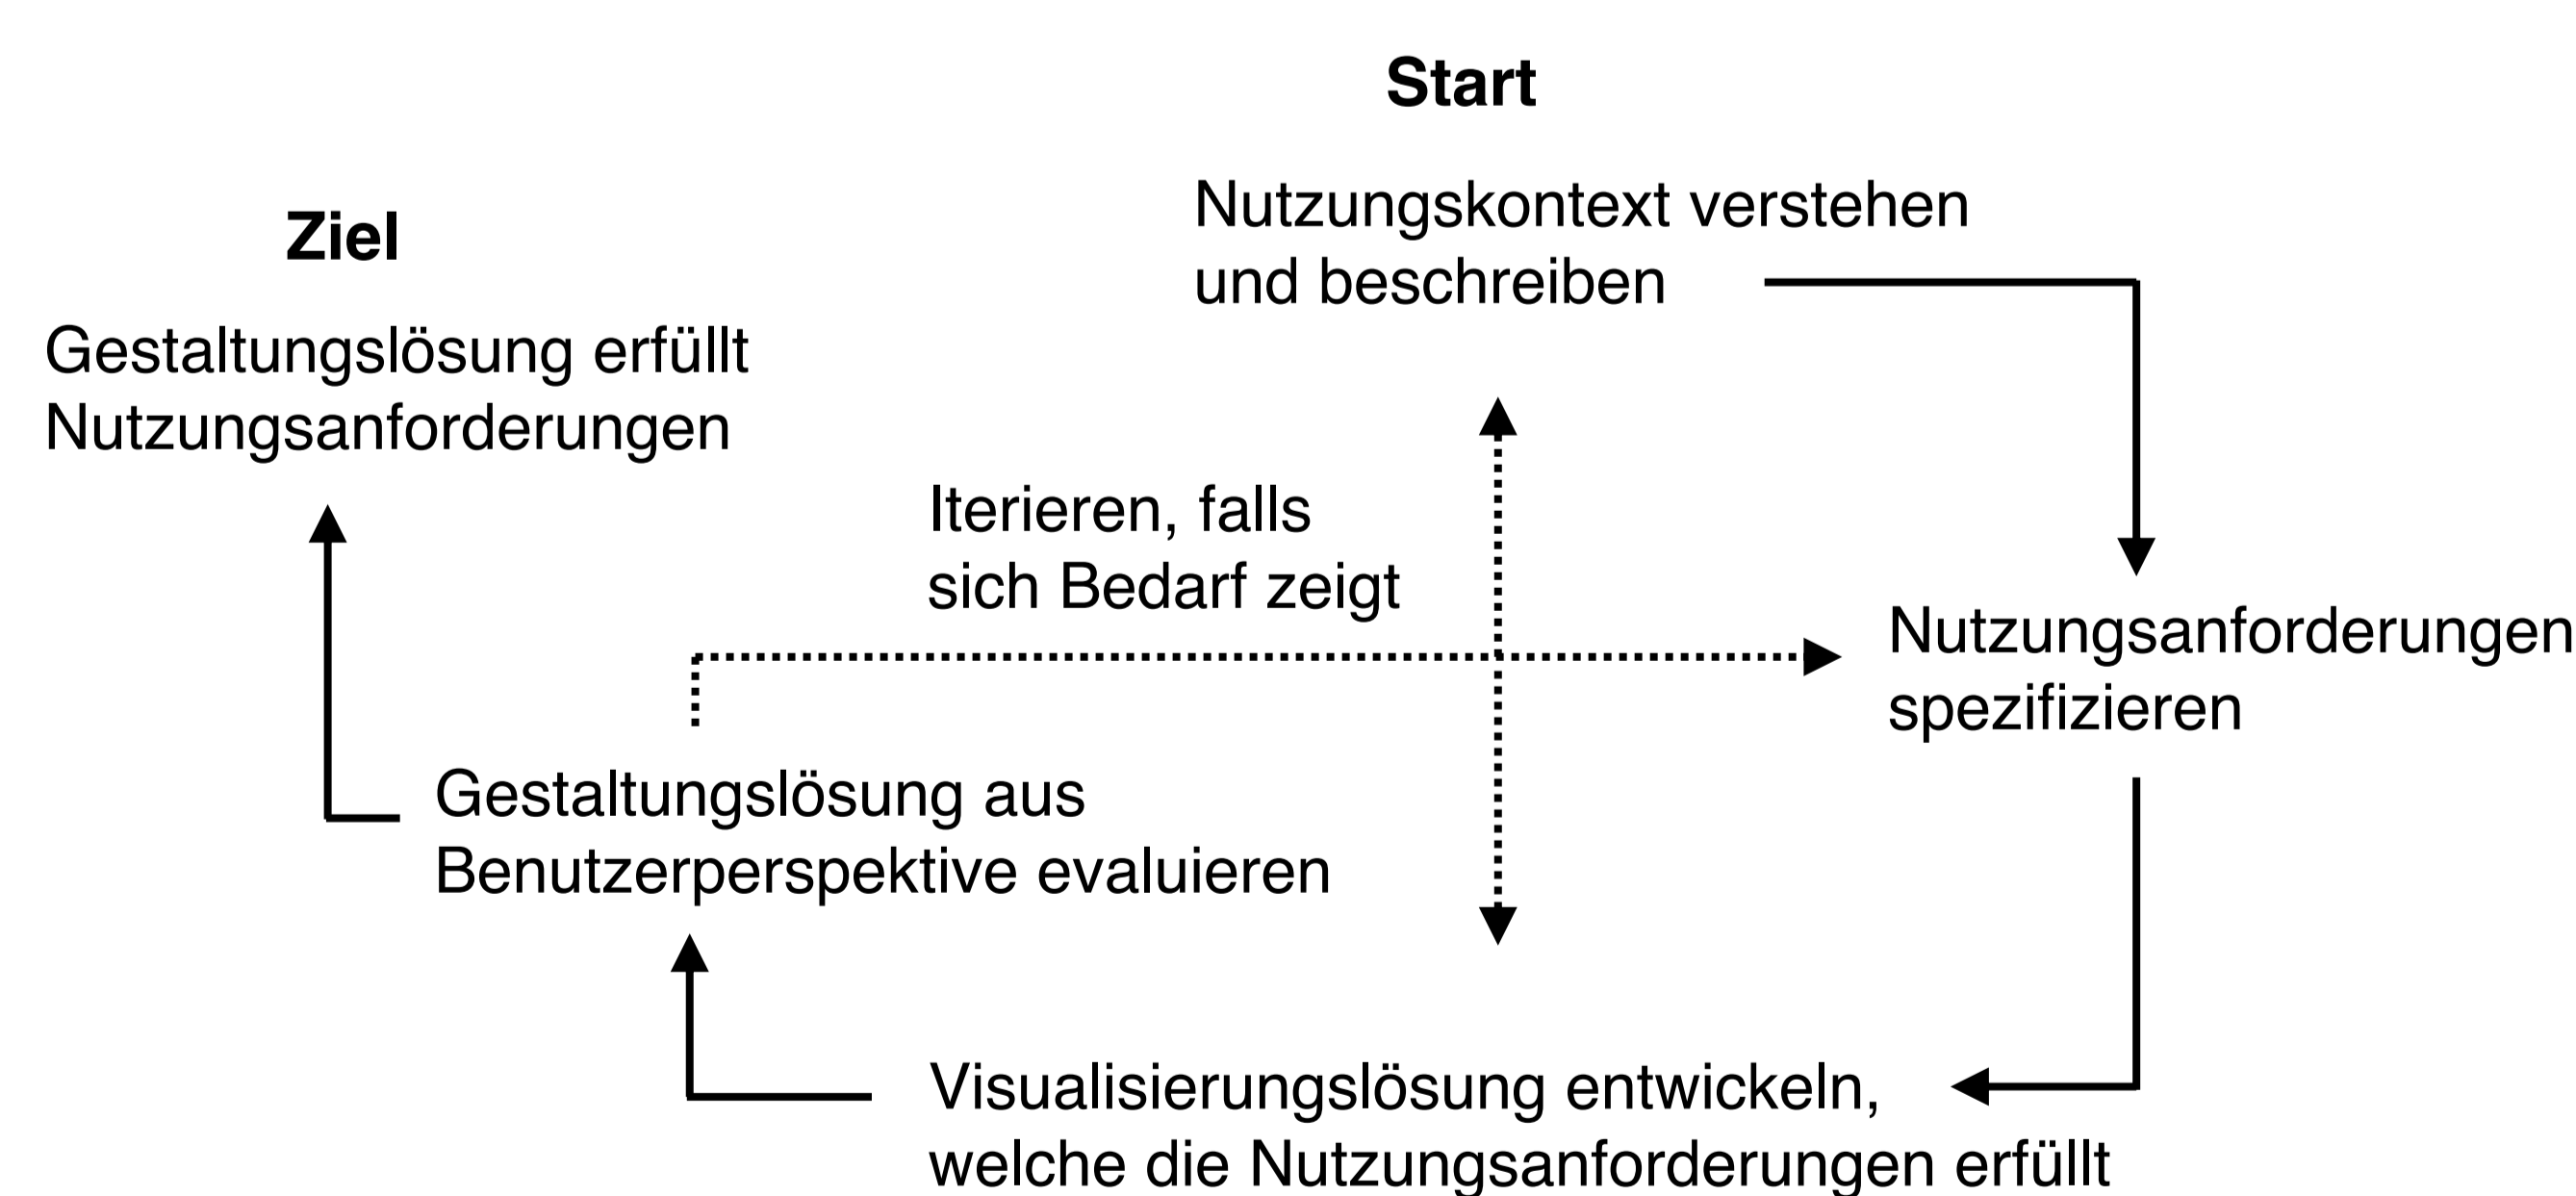 Start
Nutzungskontext verstehen
und beschreiben
Ziel
Gestaltungslösung erfüllt
Nutzungsanforderungen
Iterieren, falls
sich Bedarf zeigt
Nutzungsanforderungen
spezifizieren
Gestaltungslösung aus
Benutzerperspektive evaluieren
Visualisierungslösung entwickeln,
welche die Nutzungsanforderungen erfüllt